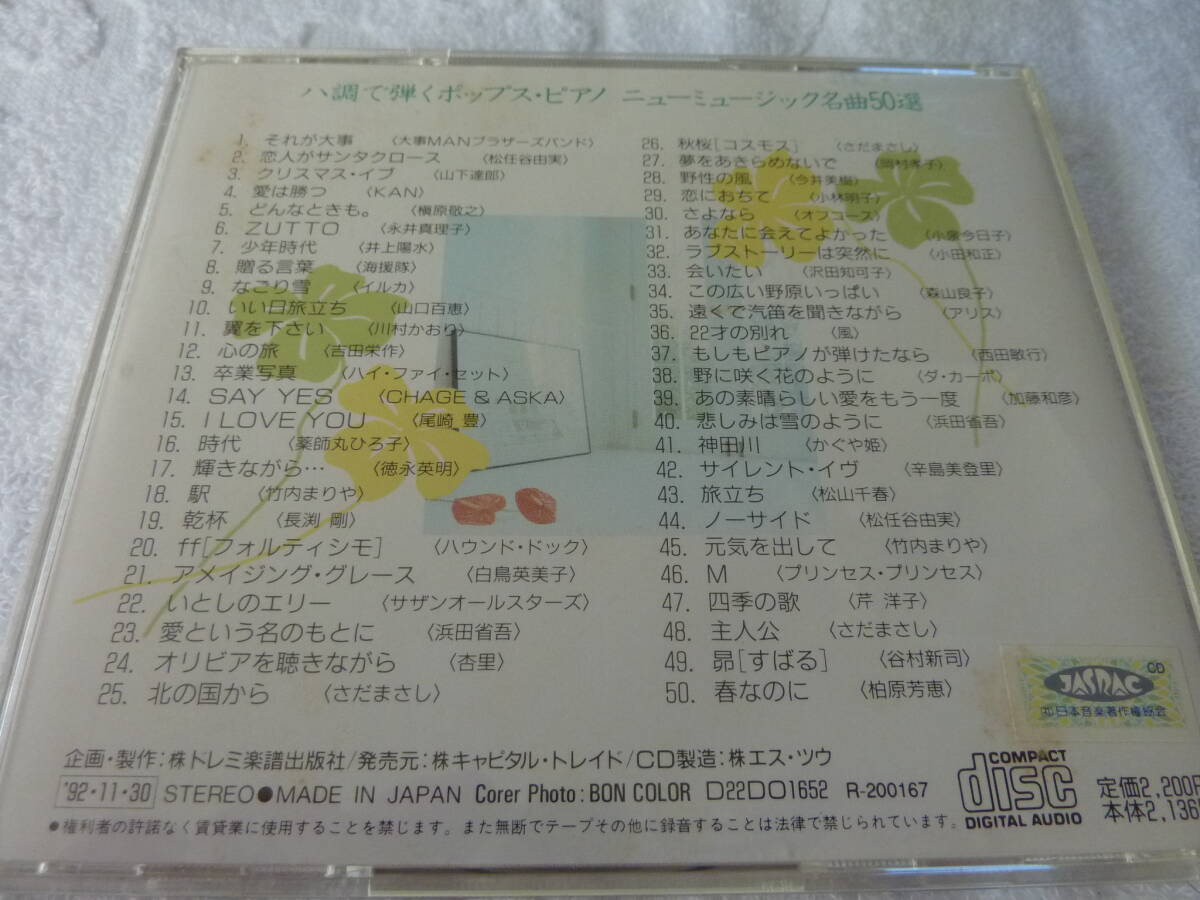 ハ調で弾くポップス・ピアノ ニューミュージック名曲50選
1. それが大事 〈大事MANブラザーズバンド〉
2. 恋人がサンタクロース 〈松任谷由実〉
3. クリスマス・イブ 〈山下達郎〉
4. 愛は勝つ 〈KAN〉
5. どんなときも。 〈槇原敬之〉
6. ZUTTO 〈永井真理子〉
7. 少年時代 〈井上陽水〉
8. 贈る言葉 〈海援隊〉
9. なごり雪 〈イルカ〉
10. いい日旅立ち 〈山口百恵〉
11. 翼を下さい 〈川村かおり〉
12. 心の旅 〈吉田栄作〉
13. 卒業写真 〈ハイ・ファイ・セット〉
14. SAY YES 〈CHAGE & ASKA〉
15. I LOVE YOU 〈尾崎 豊〉
16. 時代 〈薬師丸ひろ子〉
17. 輝きながら… 〈徳永英明〉
18. 駅 〈竹内まりや〉
19. 乾杯 〈長渕 剛〉
20. ff[フォルティシモ] 〈ハウンド・ドック〉
21. アメイジング・グレース 〈白鳥英美子〉
22. いとしのエリー 〈サザンオールスターズ〉
23. 愛という名のもとに 〈浜田省吾〉
24. オリビアを聴きながら 〈杏里〉
25. 北の国から 〈さだまさし〉
26. 秋桜[コスモス] 〈さだまさし〉
27. 夢をあきらめないで 〈岡村孝子〉
28. 野性の風 〈今井美樹〉
29. 恋におちて 〈小林明子〉
30. さよなら 〈オフコース〉
31. あなたに会えてよかった 〈小泉今日子〉
32. ラブストーリーは突然に 〈小田和正〉
33. 会いたい 〈沢田知可子〉
34. この広い野原いっぱい 〈森山良子〉
35. 遠くで汽笛を聞きながら 〈アリス〉
36. 22才の別れ 〈風〉
37. もしもピアノが弾けたなら 〈西田敏行〉
38. 野に咲く花のように 〈ダ・カーポ〉
39. あの素晴らしい愛をもう一度 〈加藤和彦〉
40. 悲しみは雪のように 〈浜田省吾〉
41. 神田川 〈かぐや姫〉
42. サイレント・イヴ 〈辛島美登里〉
43. 旅立ち 〈松山千春〉
44. ノーサイド 〈松任谷由実〉
45. 元気を出して 〈竹内まりや〉
46. M 〈プリンセス・プリンセス〉
47. 四季の歌 〈芹 洋子〉
48. 主人公 〈さだまさし〉
49. 昴[すばる] 〈谷村新司〉
50. 春なのに 〈柏原芳恵〉
CD
JASRAC
㈳日本音楽著作権協会
企画・製作：株ドレミ楽譜出版社/発売元：株キャピタル・トレイド/CD製造：株エス・ツウ
'92・11・30 STEREO●MADE IN JAPAN Corer Photo : BON COLOR D22DO1652 R-200167
●権利者の許諾なく賃貸業に使用することを禁じます。また無断でテープその他に録音することは法律で禁じられています。
COMPACT
disc
DIGITAL AUDIO
定価2,200円
本体2,136